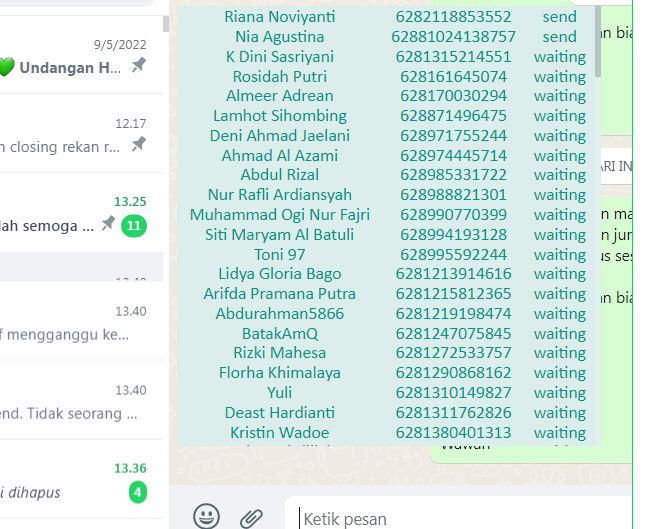 9/5/2022
Undangan H...
12.17
n closing rekan r...
13.25
lah semoga ...
11
13.40
f mengganggu ke...
13.40
end. Tidak seorang ...
13.36
i dihapus
4
Riana Noviyanti 6282118853552 send
Nia Agustina 62881024138757 send
K Dini Sasriyani 6281315214551 waiting
Rosidah Putri 628161645074 waiting
Almeer Adrean 628170030294 waiting
Lamhot Sihombing 628871496475 waiting
Deni Ahmad Jaelani 628971755244 waiting
Ahmad Al Azami 628974445714 waiting
Abdul Rizal 628985331722 waiting
Nur Rafli Ardiansyah 628988821301 waiting
Muhammad Ogi Nur Fajri 628990770399 waiting
Siti Maryam Al Batuli 628994193128 waiting
Toni 97 628995592244 waiting
Lidya Gloria Bago 6281213914616 waiting
Arifda Pramana Putra 6281215812365 waiting
Abdurahman5866 6281219198474 waiting
BatakAmQ 6281247075845 waiting
Rizki Mahesa 6281272533757 waiting
Florha Khimalaya 6281290868162 waiting
Yuli 6281310149827 waiting
Deast Hardianti 6281311762826 waiting
Kristin Wadoe 6281380401313 waiting
n bia
ARI IN
n ma
n jur
us ses
n bia
Wawan
Ketik pesan